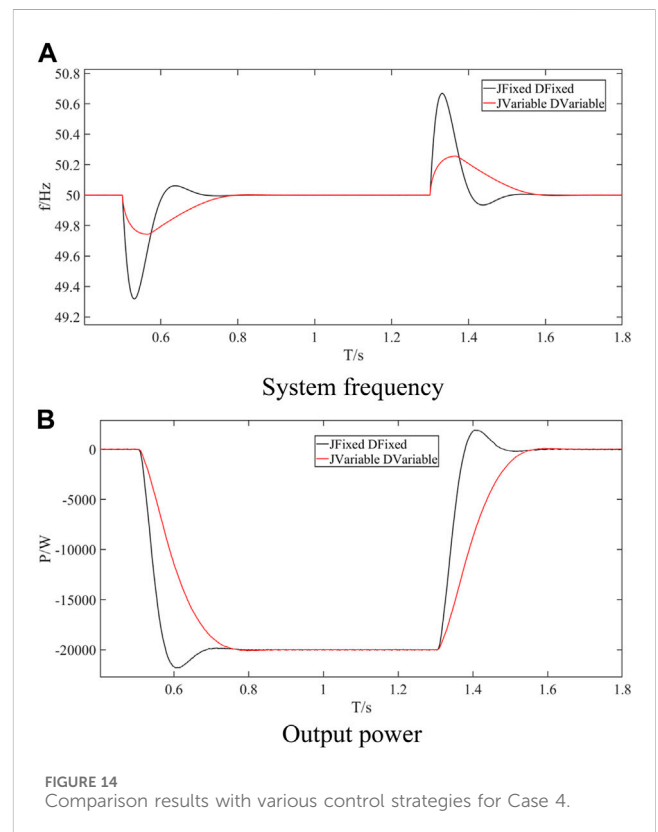 A
50.8
50.6
50.4
50.2
50
49.8
49.6
49.4
49.2
f/Hz
JFixed DFixed
JVariable DVariable
0.6 0.8 1 1.2 1.4 1.6 1.8
T/s
System frequency
B
0
-5000
-10000
-15000
-20000
P/W
JFixed DFixed
JVariable DVariable
0.6 0.8 1 1.2 1.4 1.6 1.8
T/s
Output power
FIGURE 14
Comparison results with various control strategies for Case 4.